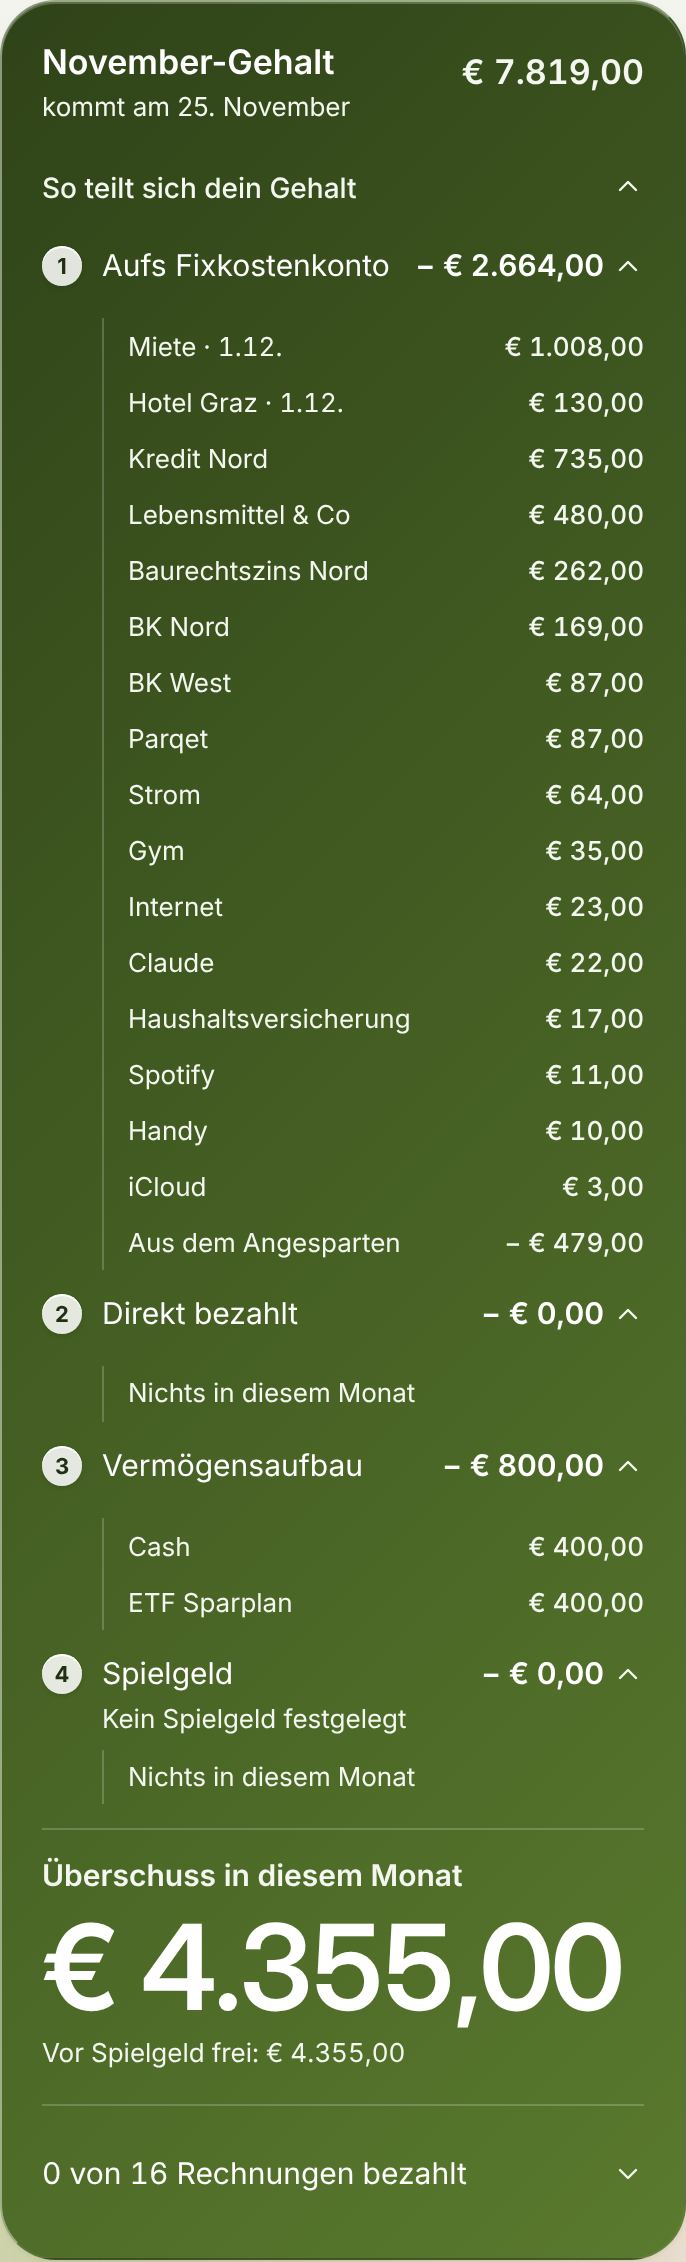 November-Gehalt
€ 7.819,00
kommt am 25. November
So teilt sich dein Gehalt
1 Aufs Fixkostenkonto – € 2.664,00
Miete · 1.12. € 1.008,00
Hotel Graz · 1.12. € 130,00
Kredit Nord € 735,00
Lebensmittel & Co € 480,00
Baurechtszins Nord € 262,00
BK Nord € 169,00
BK West € 87,00
Parqet € 87,00
Strom € 64,00
Gym € 35,00
Internet € 23,00
Claude € 22,00
Haushaltsversicherung € 17,00
Spotify € 11,00
Handy € 10,00
iCloud € 3,00
Aus dem Angesparten – € 479,00
2 Direkt bezahlt – € 0,00
Nichts in diesem Monat
3 Vermögensaufbau – € 800,00
Cash € 400,00
ETF Sparplan € 400,00
4 Spielgeld – € 0,00
Kein Spielgeld festgelegt
Nichts in diesem Monat
Überschuss in diesem Monat
€ 4.355,00
Vor Spielgeld frei: € 4.355,00
0 von 16 Rechnungen bezahlt